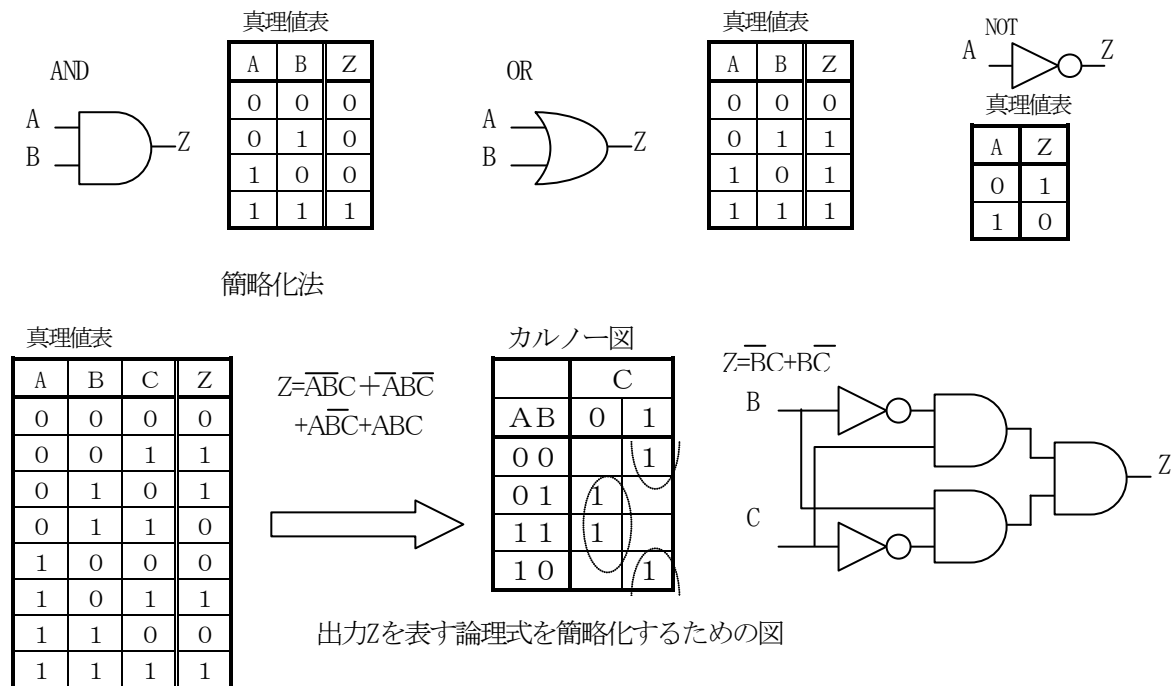 真理値表
AND
A
B
Z
A B Z
0 0 0
0 1 0
1 0 0
1 1 1
真理値表
OR
A
B
Z
A B Z
0 0 0
0 1 1
1 0 1
1 1 1
NOT
A
Z
真理値表
A Z
0 1
1 0
簡略化法
真理値表
A B C Z
0 0 0 0
0 0 1 1
0 1 0 1
0 1 1 0
1 0 0 0
1 0 1 1
1 1 0 0
1 1 1 1
Z=A̅B̅C+A̅BC̅
+AB̅C̅+ABC
カルノー図
C
AB 0 1
00 1
01 1
11 1
10 1
Z=B̅C+BC̅
B
C
Z
出力Zを表す論理式を簡略化するための図